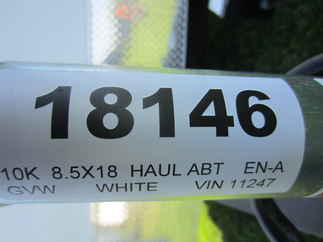 18146
10K 8.5X18 HAUL ABT EN-A
GVW WHITE VIN 11247